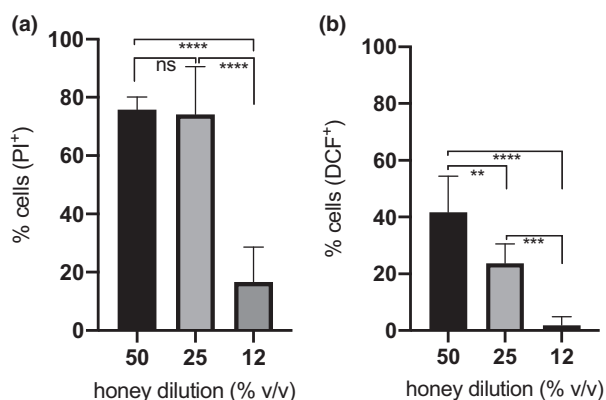 (a)
% cells (PI⁺)
100
80
60
40
20
0
****
ns
****
50 25 12
honey dilution (% v/v)
(b)
% cells (DCF⁺)
100
80
60
40
20
0
****
**
***
50 25 12
honey dilution (% v/v)